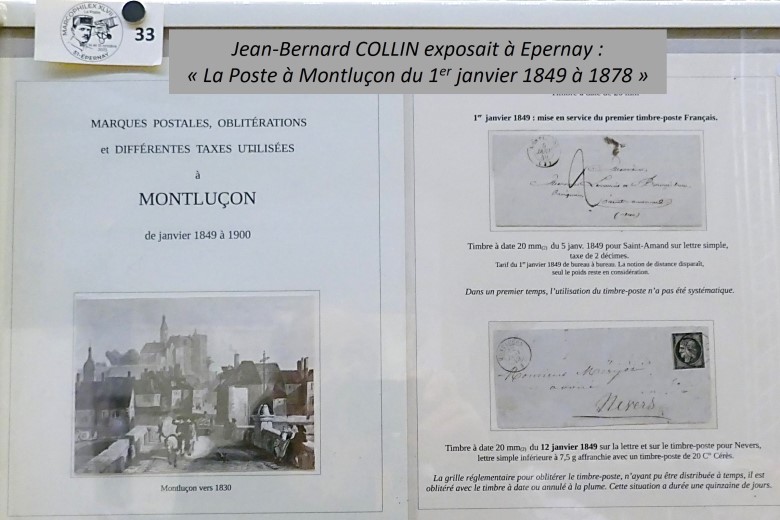 MARCOPHILEX XLVI
33
EPERNAY
Jean-Bernard COLLIN exposait à Epernay :
« La Poste à Montluçon du 1er janvier 1849 à 1878 »
MARQUES POSTALES, OBLITÉRATIONS
et DIFFÉRENTES TAXES UTILISÉES
à
MONTLUÇON
de janvier 1849 à 1900
Montluçon vers 1830
1er janvier 1849 : mise en service du premier timbre-poste Français.
Timbre à date 20 mm(1) du 5 janv. 1849 pour Saint-Amand sur lettre simple,
taxe de 2 décimes.
Tarif du 1er janvier 1849 de bureau à bureau. La notion de distance disparaît,
seul le poids reste en considération.
Dans un premier temps, l'utilisation du timbre-poste n'a pas été systématique.
Monsieur
Nevers
Timbre à date 20 mm(1) du 12 janvier 1849 sur la lettre et sur le timbre-poste pour Nevers,
lettre simple inférieure à 7,5 g affranchie avec un timbre-poste de 20 Cs Cérès.
La grille réglementaire pour oblitérer le timbre-poste, n'ayant pu être distribuée à temps, il est
oblitéré avec le timbre à date ou annulé à la plume. Cette situation a durée une quinzaine de jours.